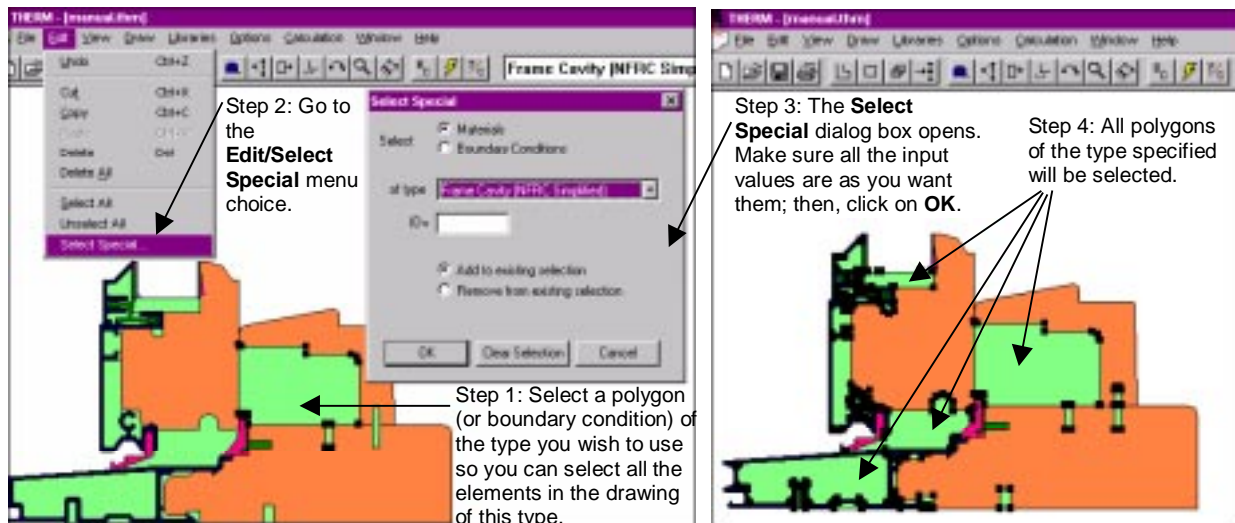 THERM - [manual.thm]
File Edit View Draw Libraries Options Calculation Window Help
Frame Cavity (NFRC Simp
Undo Ctrl+Z
Cut Ctrl+X
Copy Ctrl+C
Delete Del
Delete All
Select All
Unselect All
Select Special...
Step 2: Go to
the
Edit/Select
Special menu
choice.
Select Special
Select
Materials
Boundary Conditions
of type
Frame Cavity (NFRC Simplified)
ID=
Add to existing selection
Remove from existing selection
OK Clear Selection Cancel
Step 1: Select a polygon
(or boundary condition) of
the type you wish to use
so you can select all the
elements in the drawing
of this type.
THERM - [manual.thm]
File Edit View Draw Libraries Options Calculation Window Help
Step 3: The Select
Special dialog box opens.
Make sure all the input
values are as you want
them; then, click on OK.
Step 4: All polygons
of the type specified
will be selected.